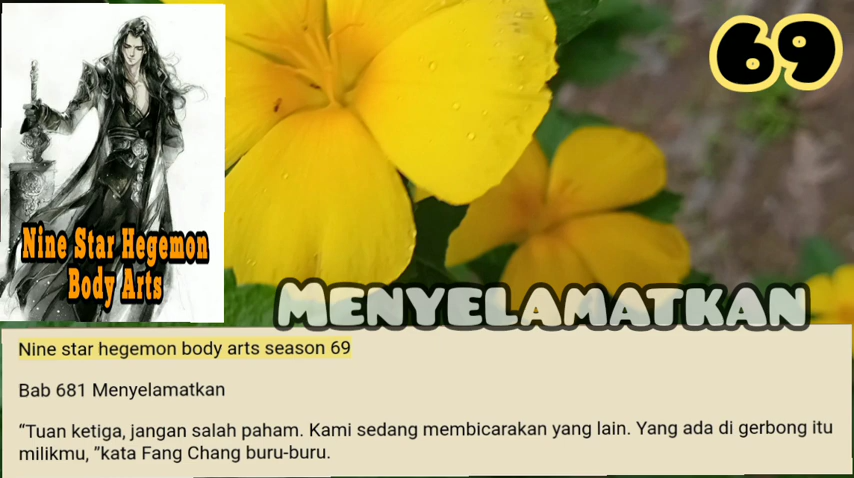 69
Nine Star Hegemon
Body Arts
MENYELAMATKAN
Nine star hegemon body arts season 69
Bab 681 Menyelamatkan
“Tuan ketiga, jangan salah paham. Kami sedang membicarakan yang lain. Yang ada di gerbong itu
milikmu, ”kata Fang Chang buru-buru.